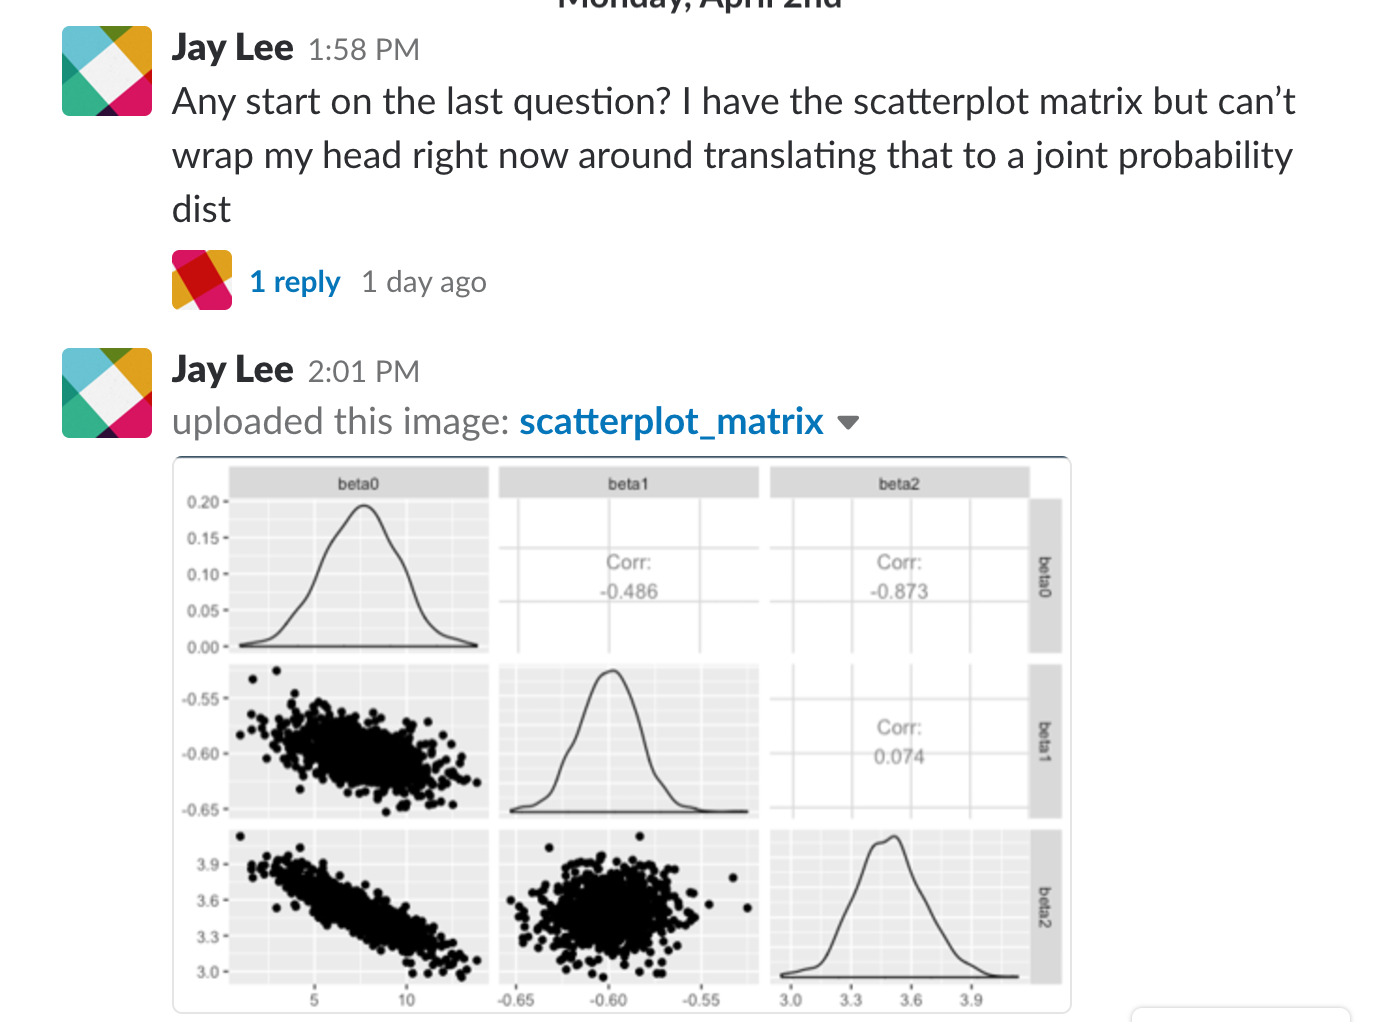 Monday, April 2nd
Jay Lee 1:58 PM
Any start on the last question? I have the scatterplot matrix but can’t
wrap my head right now around translating that to a joint probability
dist
1 reply 1 day ago
Jay Lee 2:01 PM
uploaded this image: scatterplot_matrix
beta0 beta1 beta2
0.20
0.15
0.10
0.05
0.00
Corr:
-0.486
Corr:
-0.873
beta0
-0.55
-0.60
-0.65
Corr:
0.074
beta1
3.9
3.6
3.3
3.0
beta2
5 10 -0.65 -0.60 -0.55 3.0 3.3 3.6 3.9